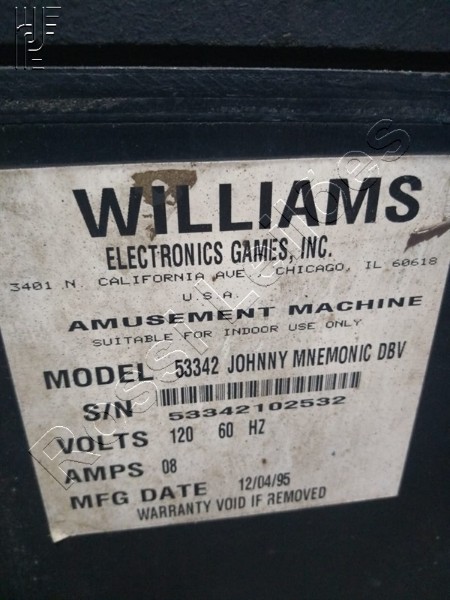 WILLIAMS
ELECTRONICS GAMES, INC.
3401 N. CALIFORNIA AVE., CHICAGO, IL 60618
U.S.A.
AMUSEMENT MACHINE
SUITABLE FOR INDOOR USE ONLY
MODEL 53342 JOHNNY MNEMONIC DBV
S/N 53342102532
VOLTS 120 60 HZ
AMPS 08
MFG DATE 12/04/95
WARRANTY VOID IF REMOVED